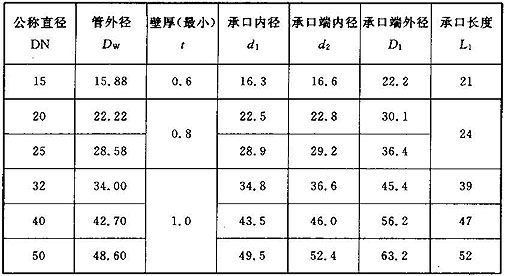 公称直径 管外径 壁厚(最小) 承口内径 承口端内径 承口端外径 承口长度
DN Dw t d1 d2 D1 L1
15 15.88 0.6 16.3 16.6 22.2 21
20 22.22 0.8 22.5 22.8 30.1 24
25 28.58 28.9 29.2 36.4
32 34.00 1.0 34.8 36.6 45.4 39
40 42.70 43.5 46.0 56.2 47
50 48.60 49.5 52.4 63.2 52